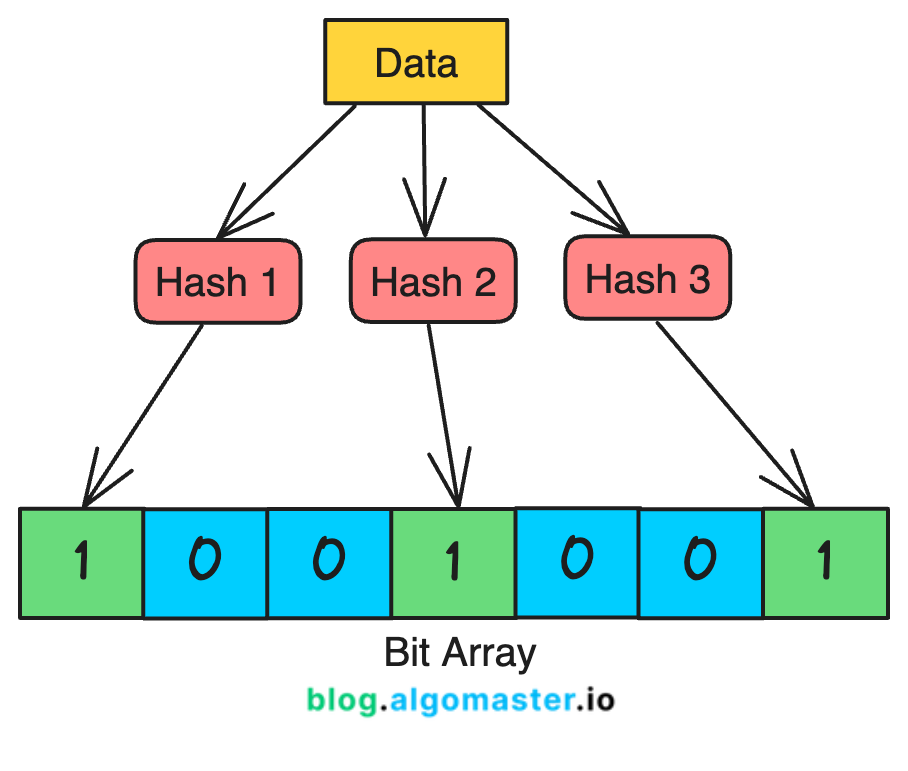 Data
Hash 1 Hash 2 Hash 3
1 0 0 1 0 0 1
Bit Array
blog.algomaster.io